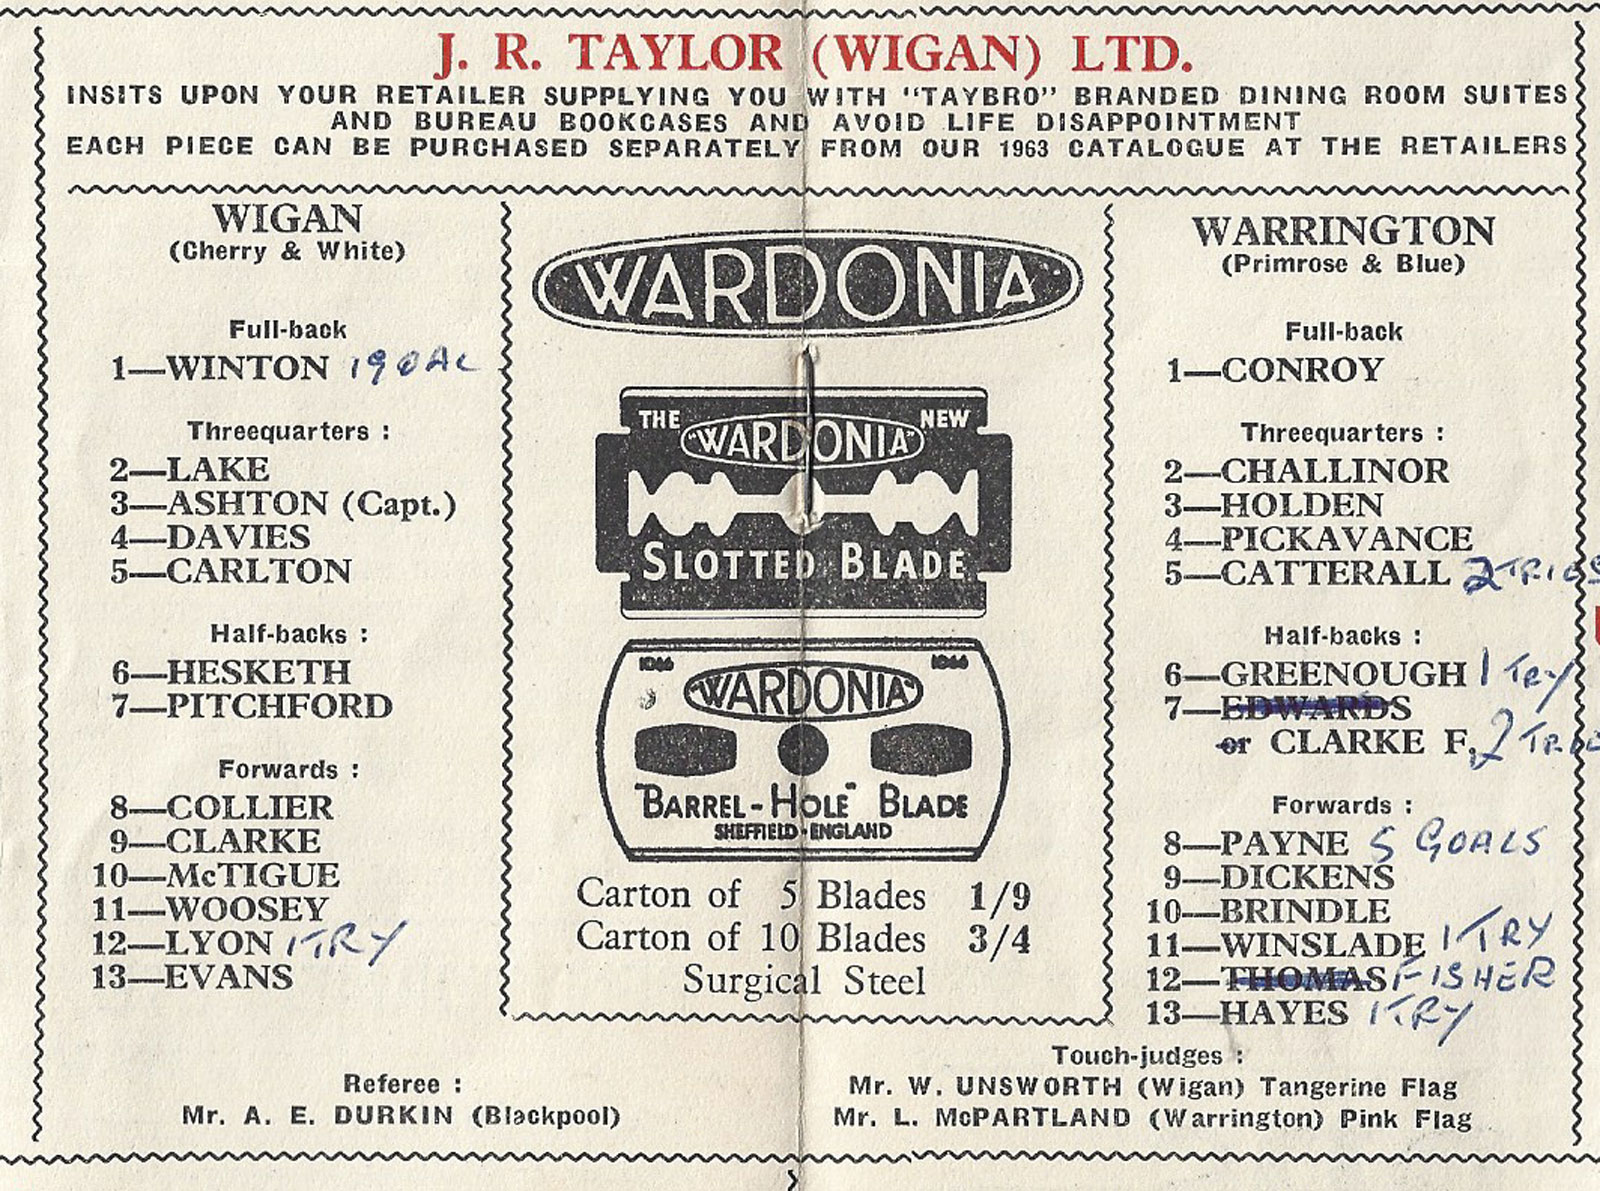 J. R. TAYLOR (WIGAN) LTD.
INSITS UPON YOUR RETAILER SUPPLYING YOU WITH "TAYBRO" BRANDED DINING ROOM SUITES
AND BUREAU BOOKCASES AND AVOID LIFE DISAPPOINTMENT
EACH PIECE CAN BE PURCHASED SEPARATELY FROM OUR 1963 CATALOGUE AT THE RETAILERS
WIGAN
(Cherry & White)
Full-back
1—WINTON 1 GOAL
Threequarters :
2—LAKE
3—ASHTON (Capt.)
4—DAVIES
5—CARLTON
Half-backs :
6—HESKETH
7—PITCHFORD
Forwards :
8—COLLIER
9—CLARKE
10—McTIGUE
11—WOOSEY
12—LYON 1 TRY
13—EVANS
Referee :
Mr. A. E. DURKIN (Blackpool)
WARDONIA
THE "WARDONIA" NEW
SLOTTED BLADE
1066 1066
"WARDONIA"
"BARREL-HOLE" BLADE
SHEFFIELD·ENGLAND
Carton of 5 Blades 1/9
Carton of 10 Blades 3/4
Surgical Steel
WARRINGTON
(Primrose & Blue)
Full-back
1—CONROY
Threequarters :
2—CHALLINOR
3—HOLDEN
4—PICKAVANCE
5—CATTERALL 2 TRIES
Half-backs :
6—GREENOUGH 1 Try
7—EDWARDS
or CLARKE F. 2 TRIE
Forwards :
8—PAYNE 5 GOALS
9—DICKENS
10—BRINDLE
11—WINSLADE 1 TRY
12—THOMAS FISHER
13—HAYES 1 TRY
Touch-judges :
Mr. W. UNSWORTH (Wigan) Tangerine Flag
Mr. L. McPARTLAND (Warrington) Pink Flag